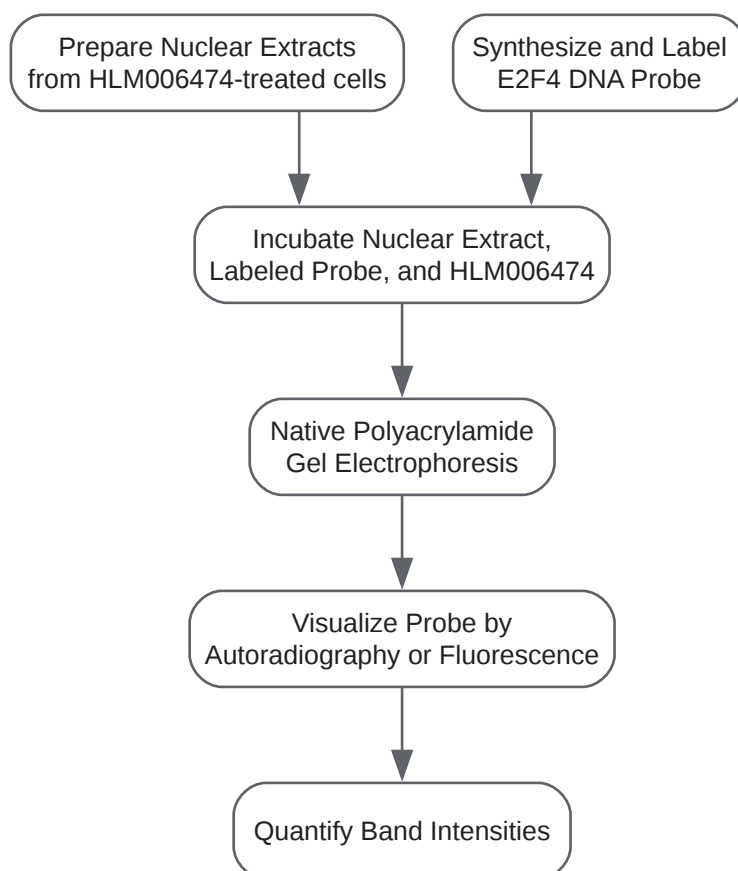 Prepare Nuclear Extracts
from HLM006474-treated cells
Synthesize and Label
E2F4 DNA Probe
Incubate Nuclear Extract,
Labeled Probe, and HLM006474
Native Polyacrylamide
Gel Electrophoresis
Visualize Probe by
Autoradiography or Fluorescence
Quantify Band Intensities